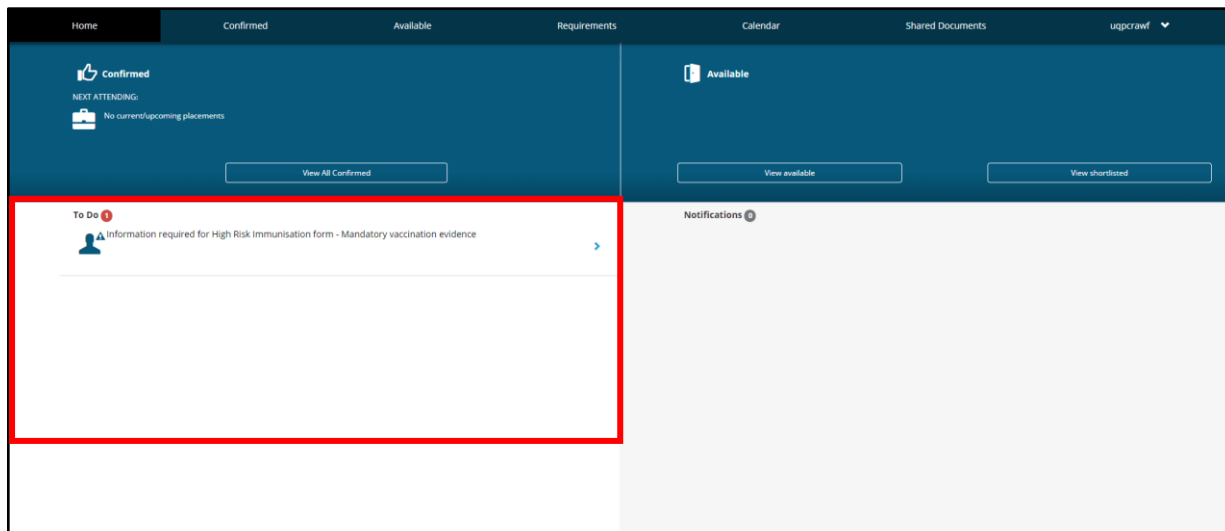 Home
Confirmed
Available
Requirements
Calendar
Shared Documents
uqpcrawf
Confirmed
NEXT ATTENDING:
No current/upcoming placements
View All Confirmed
Available
View available
View shortlisted
To Do 1
Information required for High Risk Immunisation form - Mandatory vaccination evidence
Notifications 0